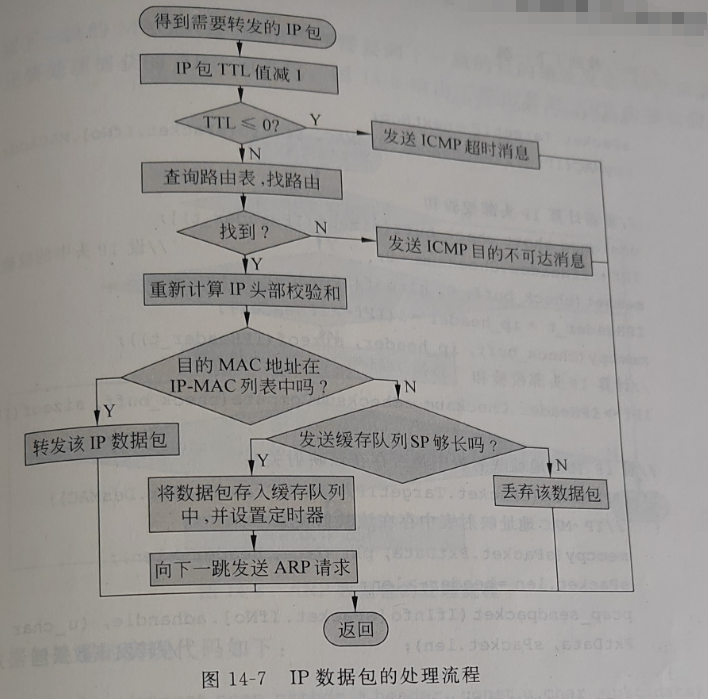 得到需要转发的IP包
IP包TTL值减1
TTL≤0?
Y
发送ICMP超时消息
N
查询路由表,找路由
找到?
N
发送ICMP目的不可达消息
Y
重新计算IP头部校验和
目的MAC地址在
IP-MAC列表中吗?
Y
N
转发该IP数据包
发送缓存队列SP够长吗?
Y
N
将数据包存入缓存队列
中,并设置定时器
丢弃该数据包
向下一跳发送ARP请求
返回
图 14-7 IP数据包的处理流程